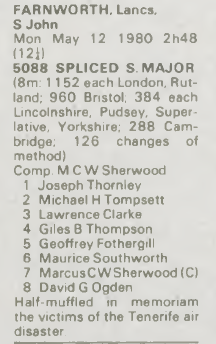 FARNWORTH, Lancs.
S John
Mon May 12 1980 2h48
(12¼)
5088 SPLICED S. MAJOR
(8m: 1152 each London, Rut-
land; 960 Bristol; 384 each
Lincolnshire, Pudsey, Super-
lative, Yorkshire; 288 Cam-
bridge; 126 changes of
method)
Comp. M C W Sherwood
1 Joseph Thornley
2 Michael H Tompsett
3 Lawrence Clarke
4 Giles B Thompson
5 Geoffrey Fothergill
6 Maurice Southworth
7 Marcus C W Sherwood (C)
8 David G Ogden
Half-muffled in memoriam
the victims of the Tenerife air
disaster